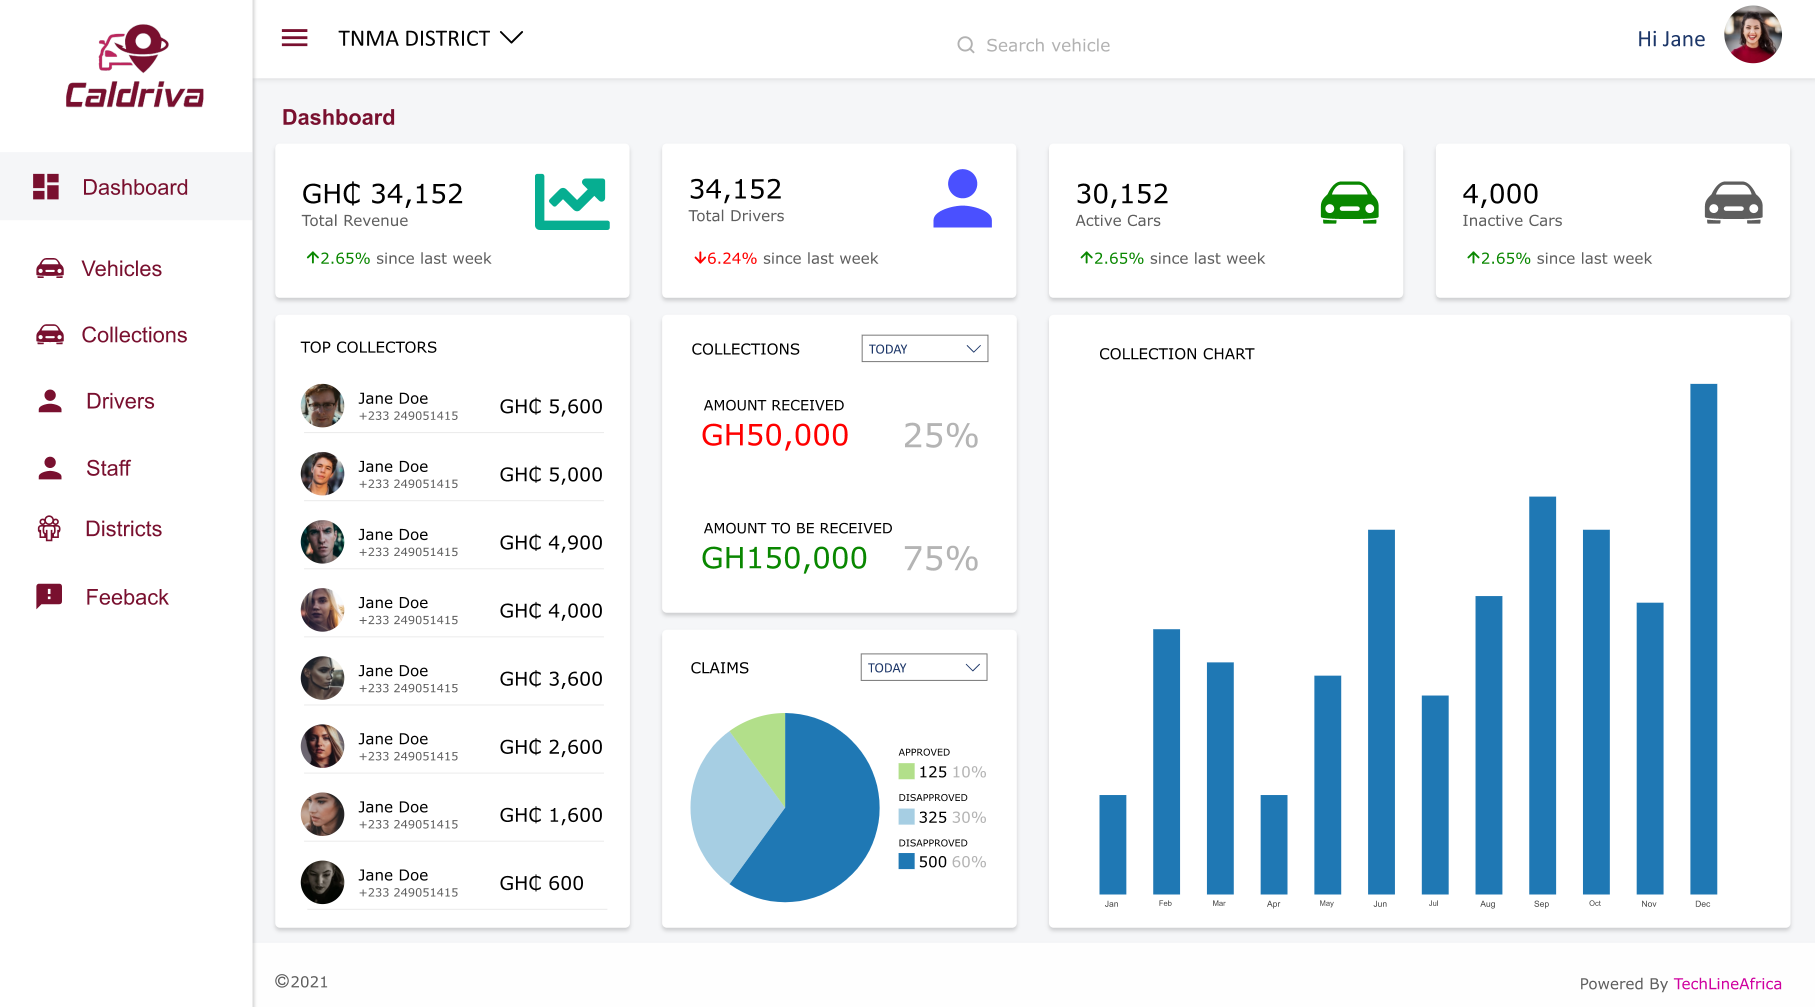 Caldriva
TNMA DISTRICT
Search vehicle
Hi Jane
Dashboard
Vehicles
Collections
Drivers
Staff
Districts
Feeback
Dashboard
GH₵ 34,152
Total Revenue
2.65% since last week
34,152
Total Drivers
6.24% since last week
30,152
Active Cars
2.65% since last week
4,000
Inactive Cars
2.65% since last week
TOP COLLECTORS
Jane Doe
+233 249051415
GH₵ 5,600
Jane Doe
+233 249051415
GH₵ 5,000
Jane Doe
+233 249051415
GH₵ 4,900
Jane Doe
+233 249051415
GH₵ 4,000
Jane Doe
+233 249051415
GH₵ 3,600
Jane Doe
+233 249051415
GH₵ 2,600
Jane Doe
+233 249051415
GH₵ 1,600
Jane Doe
+233 249051415
GH₵ 600
COLLECTIONS
TODAY
AMOUNT RECEIVED
GH50,000 25%
AMOUNT TO BE RECEIVED
GH150,000 75%
CLAIMS
TODAY
APPROVED
125 10%
DISAPPROVED
325 30%
DISAPPROVED
500 60%
COLLECTION CHART
Jan Feb Mar Apr May Jun Jul Aug Sep Oct Nov Dec
©2021
Powered By TechLineAfrica